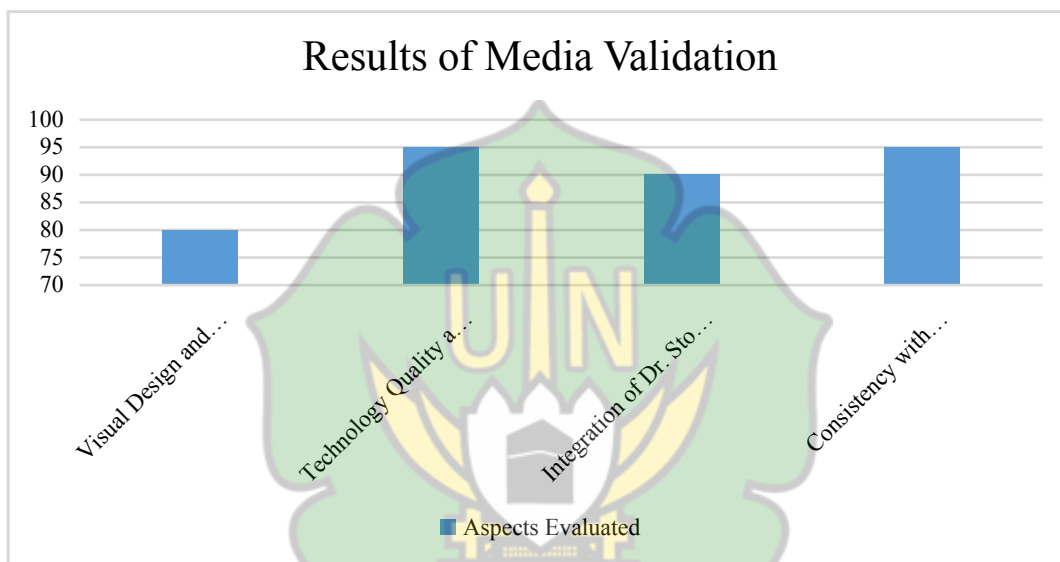 Results of Media Validation
100
95
90
85
80
75
70
Visual Design and…
Technology Quality a…
Integration of Dr. Sto…
Consistency with…
Aspects Evaluated
UIN